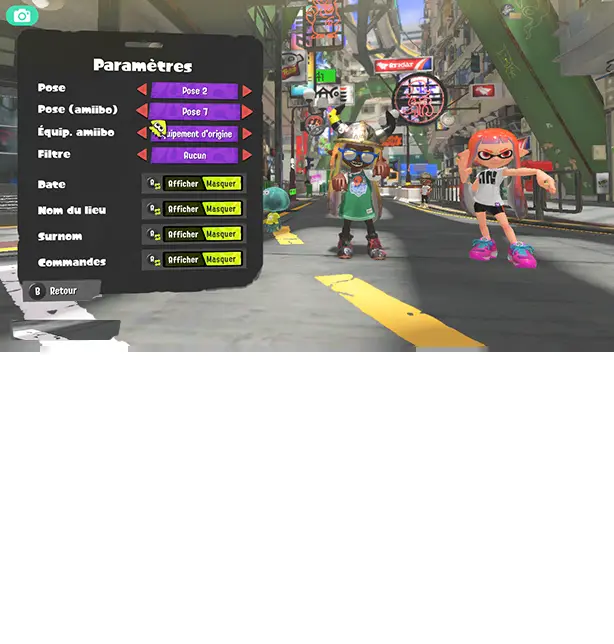 Paramètres
Pose
Pose 2
Pose (amiibo)
Pose 7
Équip. amiibo
uipement d'origine
Filtre
Aucun
Date
Afficher Masquer
Nom du lieu
Afficher Masquer
Surnom
Afficher Masquer
Commandes
Afficher Masquer
B Retour